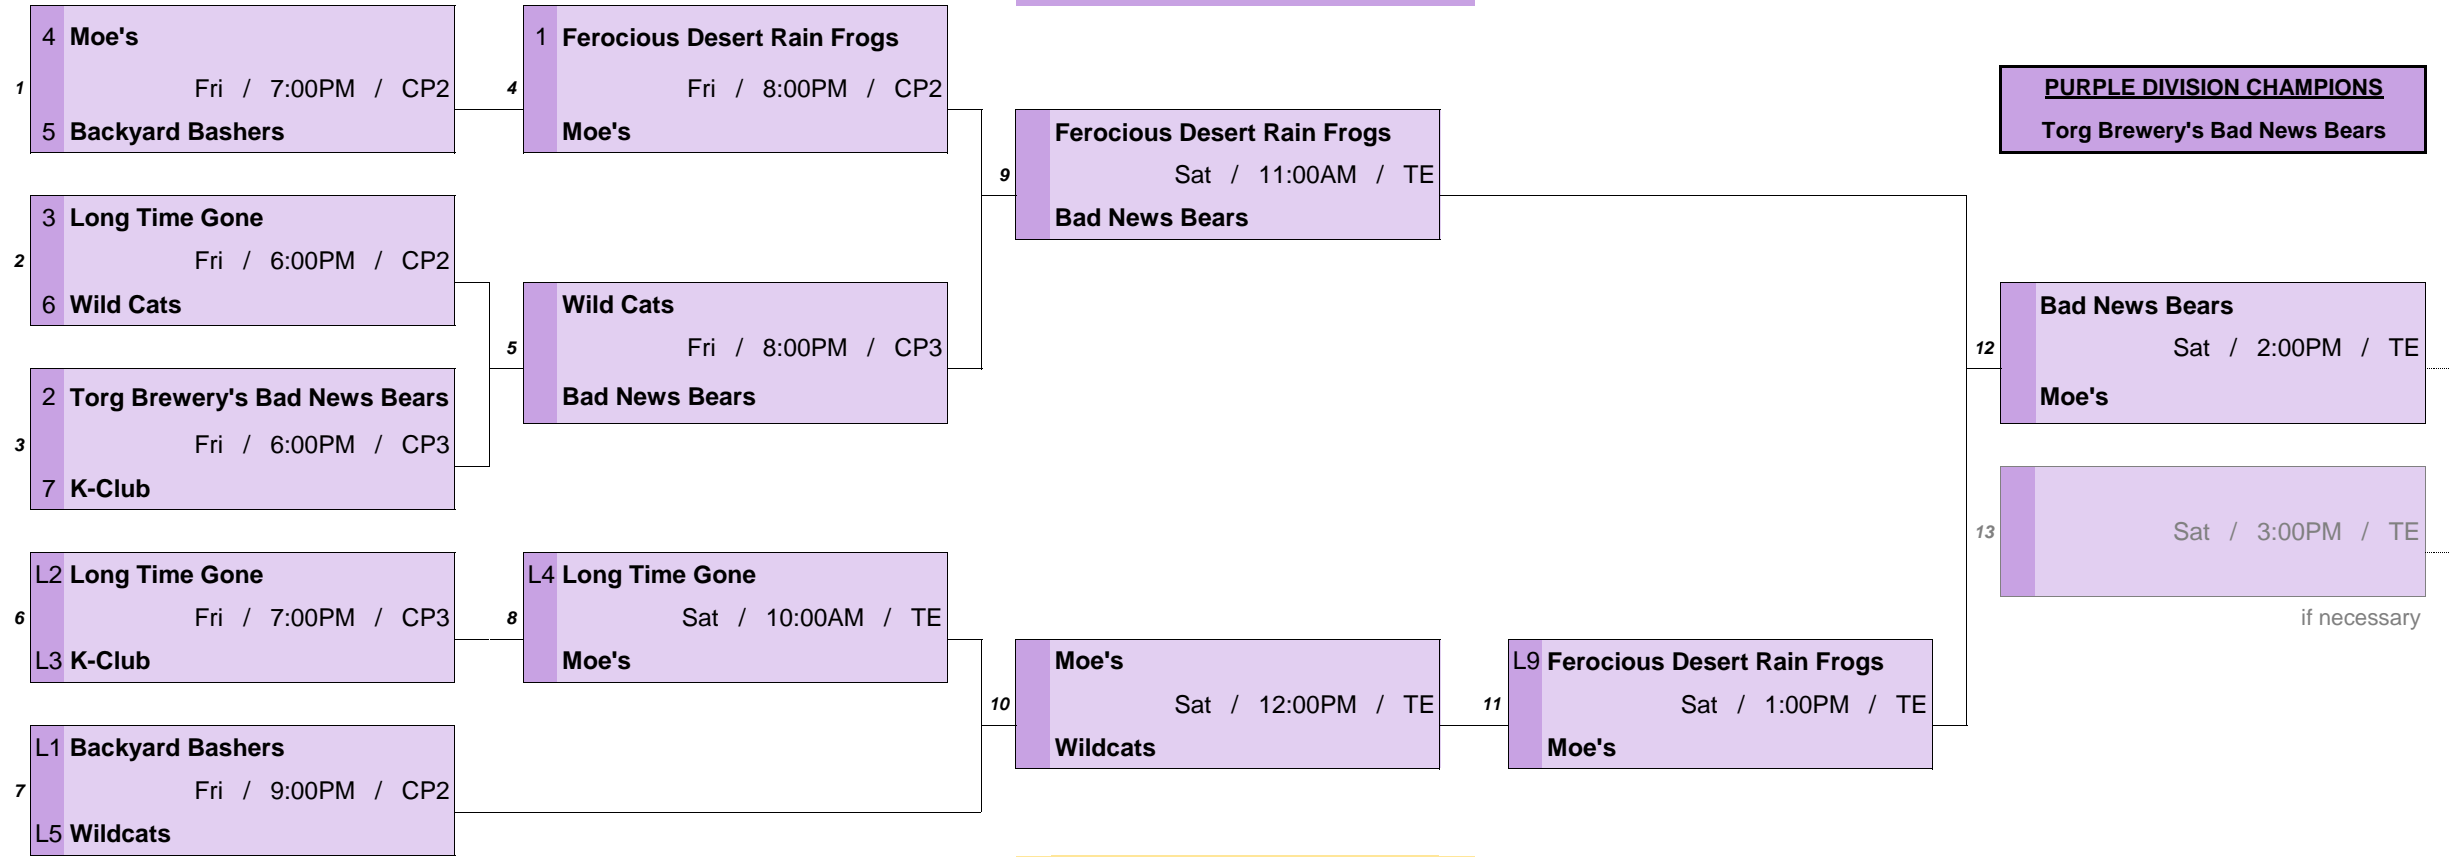 4 Moe's
1 Fri / 7:00PM / CP2
5 Backyard Bashers
3 Long Time Gone
2 Fri / 6:00PM / CP2
6 Wild Cats
2 Torg Brewery's Bad News Bears
3 Fri / 6:00PM / CP3
7 K-Club
L2 Long Time Gone
6 Fri / 7:00PM / CP3
L3 K-Club
L1 Backyard Bashers
7 Fri / 9:00PM / CP2
L5 Wildcats
1 Ferocious Desert Rain Frogs
4 Fri / 8:00PM / CP2
Moe's
Wild Cats
5 Fri / 8:00PM / CP3
Bad News Bears
L4 Long Time Gone
8 Sat / 10:00AM / TE
Moe's
Ferocious Desert Rain Frogs
9 Sat / 11:00AM / TE
Bad News Bears
Moe's
10 Sat / 12:00PM / TE
Wildcats
L9 Ferocious Desert Rain Frogs
11 Sat / 1:00PM / TE
Moe's
PURPLE DIVISION CHAMPIONS
Torg Brewery's Bad News Bears
Bad News Bears
12 Sat / 2:00PM / TE
Moe's
13 Sat / 3:00PM / TE
if necessary